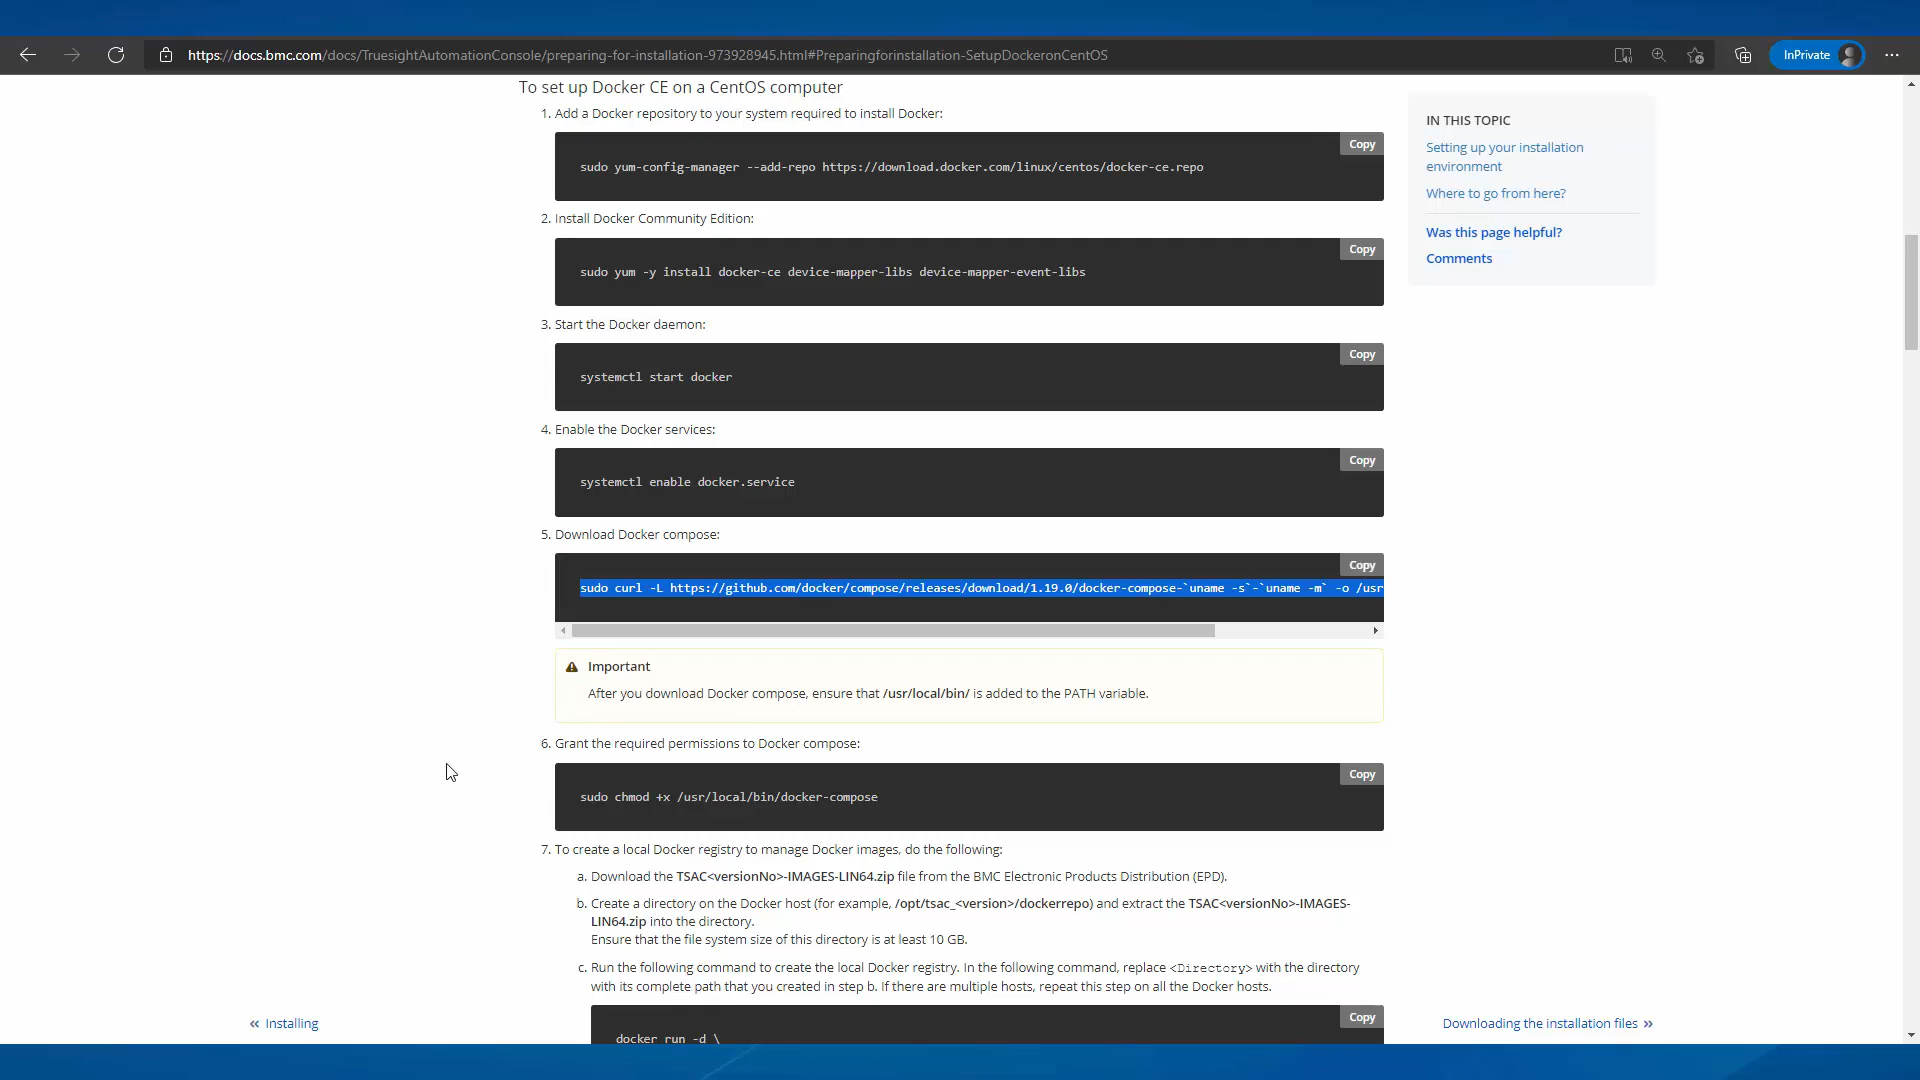 https://docs.bmc.com/docs/TruesightAutomationConsole/preparing-for-installation-973928945.html#Preparingforinstallation-SetupDockeronCentOS
InPrivate
To set up Docker CE on a CentOS computer
1. Add a Docker repository to your system required to install Docker:
Copy
sudo yum-config-manager --add-repo https://download.docker.com/linux/centos/docker-ce.repo
2. Install Docker Community Edition:
Copy
sudo yum -y install docker-ce device-mapper-libs device-mapper-event-libs
3. Start the Docker daemon:
Copy
systemctl start docker
4. Enable the Docker services:
Copy
systemctl enable docker.service
5. Download Docker compose:
Copy
sudo curl -L https://github.com/docker/compose/releases/download/1.19.0/docker-compose-`uname -s`-`uname -m` -o /usr
Important
After you download Docker compose, ensure that /usr/local/bin/ is added to the PATH variable.
6. Grant the required permissions to Docker compose:
Copy
sudo chmod +x /usr/local/bin/docker-compose
7. To create a local Docker registry to manage Docker images, do the following:
a. Download the TSAC<versionNo>-IMAGES-LIN64.zip file from the BMC Electronic Products Distribution (EPD).
b. Create a directory on the Docker host (for example, /opt/tsac_<version>/dockerrepo) and extract the TSAC<versionNo>-IMAGES-
LIN64.zip into the directory.
Ensure that the file system size of this directory is at least 10 GB.
c. Run the following command to create the local Docker registry. In the following command, replace <Directory> with the directory
with its complete path that you created in step b. If there are multiple hosts, repeat this step on all the Docker hosts.
Copy
docker run -d \
IN THIS TOPIC
Setting up your installation
environment
Where to go from here?
Was this page helpful?
Comments
« Installing
Downloading the installation files »